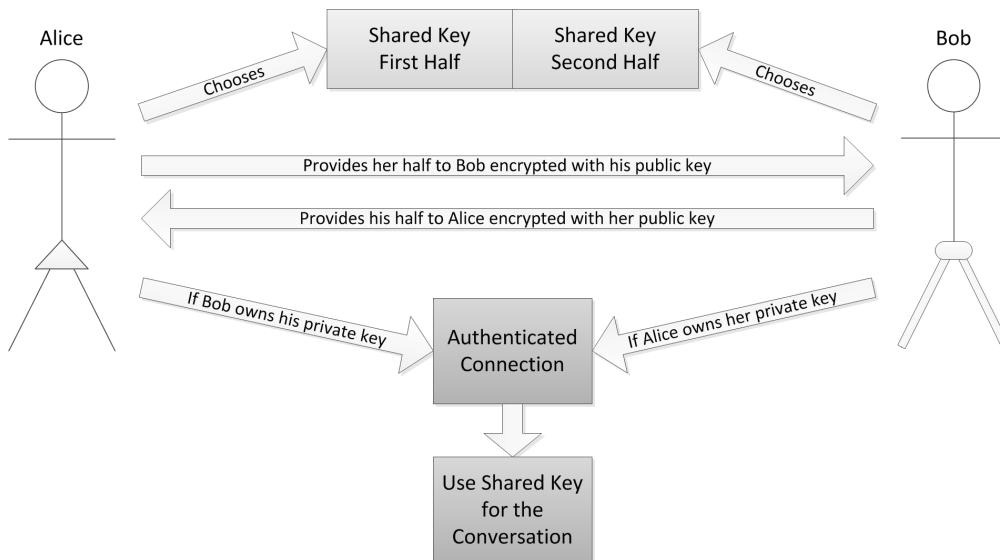 Alice
Bob
Shared Key
First Half
Shared Key
Second Half
Chooses
Chooses
Provides her half to Bob encrypted with his public key
Provides his half to Alice encrypted with her public key
If Bob owns his private key
If Alice owns her private key
Authenticated
Connection
Use Shared Key
for the
Conversation